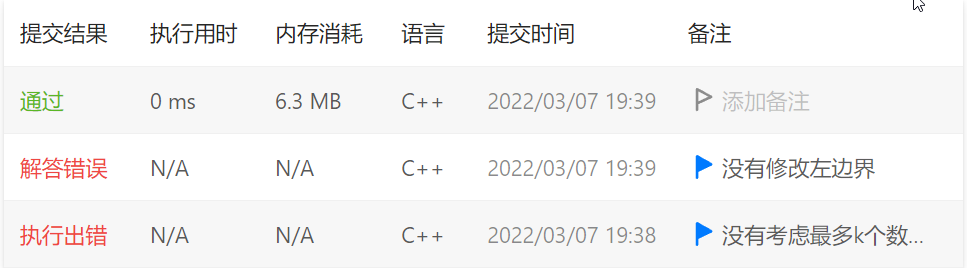 提交结果 执行用时 内存消耗 语言 提交时间 备注
通过 0 ms 6.3 MB C++ 2022/03/07 19:39 添加备注
解答错误 N/A N/A C++ 2022/03/07 19:39 没有修改左边界
执行出错 N/A N/A C++ 2022/03/07 19:38 没有考虑最多k个数...